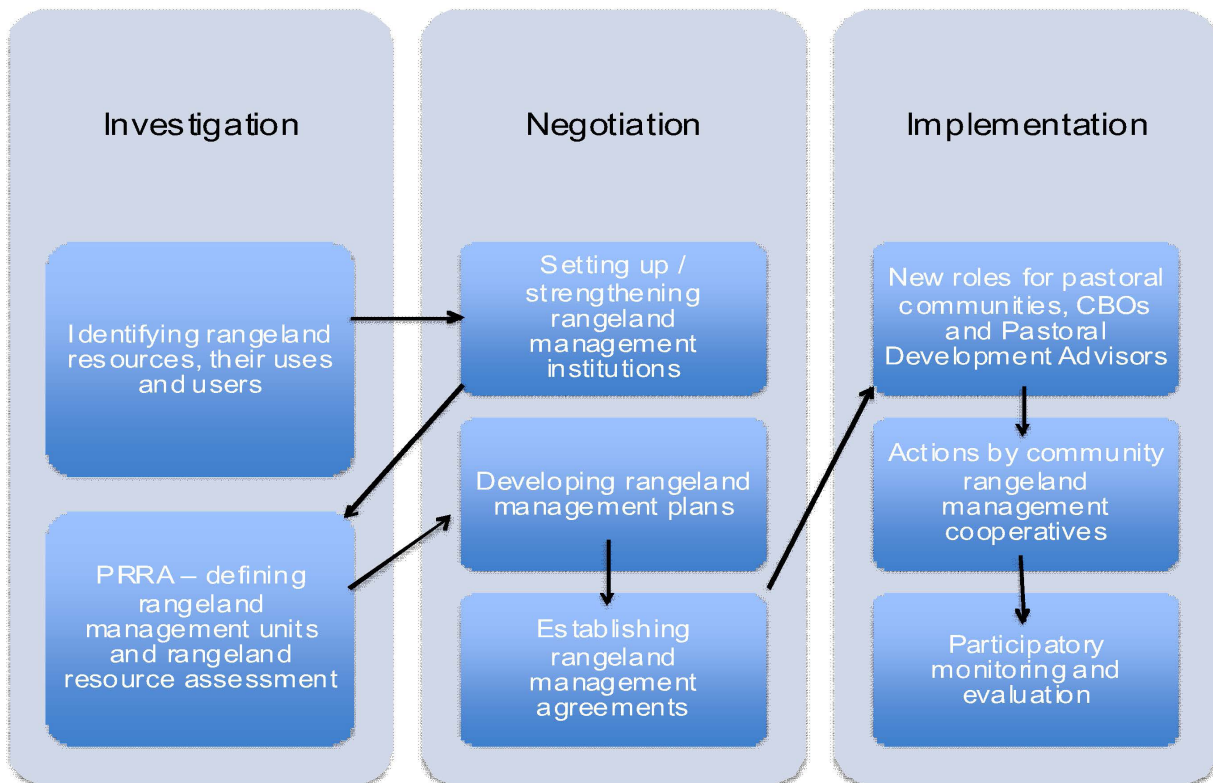 Investigation
Identifying rangeland
resources, their uses
and users
PRRA – defining
rangeland
management units
and rangeland
resource assessment
Negotiation
Setting up /
strengthening
rangeland
management
institutions
Developing rangeland
management plans
Establishing
rangeland
management
agreements
Implementation
New roles for pastoral
communities, CBOs
and Pastoral
Development Advisors
Actions by community
rangeland
management
cooperatives
Participatory
monitoring and
evaluation